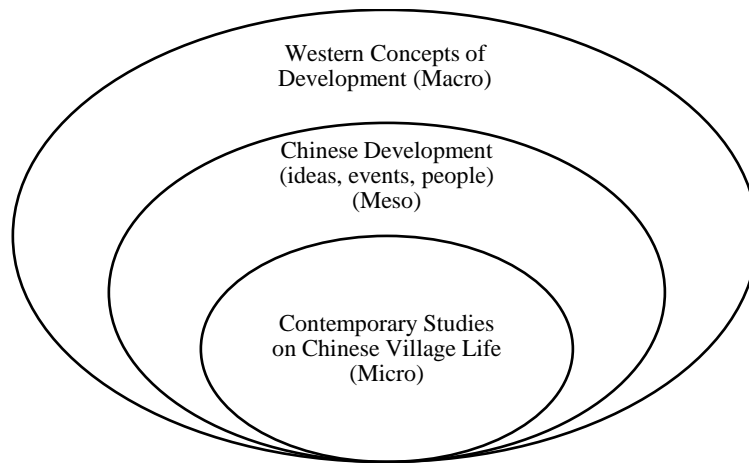 Western Concepts of
Development (Macro)
Chinese Development
(ideas, events, people)
(Meso)
Contemporary Studies
on Chinese Village Life
(Micro)